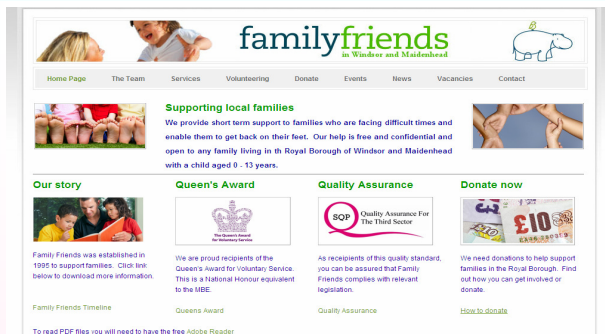 familyfriends
in Windsor and Maidenhead
Home Page The Team Services Volunteering Donate Events News Vacancies Contact
Supporting local families
We provide short term support to families who are facing difficult times and
enable them to get back on their feet. Our help is free and confidential and
open to any family living in th Royal Borough of Windsor and Maidenhead
with a child aged 0 - 13 years.
Our story
Family Friends was established in
1995 to support families. Click link
below to download more information.
Family Friends Timeline
Queen's Award
The Queen's Award
for Voluntary Service
We are proud recipients of the
Queen's Award for Voluntary Service.
This is a National Honour equivalent
to the MBE.
Queens Award
Quality Assurance
SQP
Quality Assurance For
The Third Sector
As receipients of this quality standard,
you can be assured that Family
Friends complies with relevant
legislation.
Quality Assurance
Donate now
£10
We need donations to help support
families in the Royal Borough. Find
out how you can get involved or
donate.
How to donate
To read PDF files you will need to have the free Adobe Reader